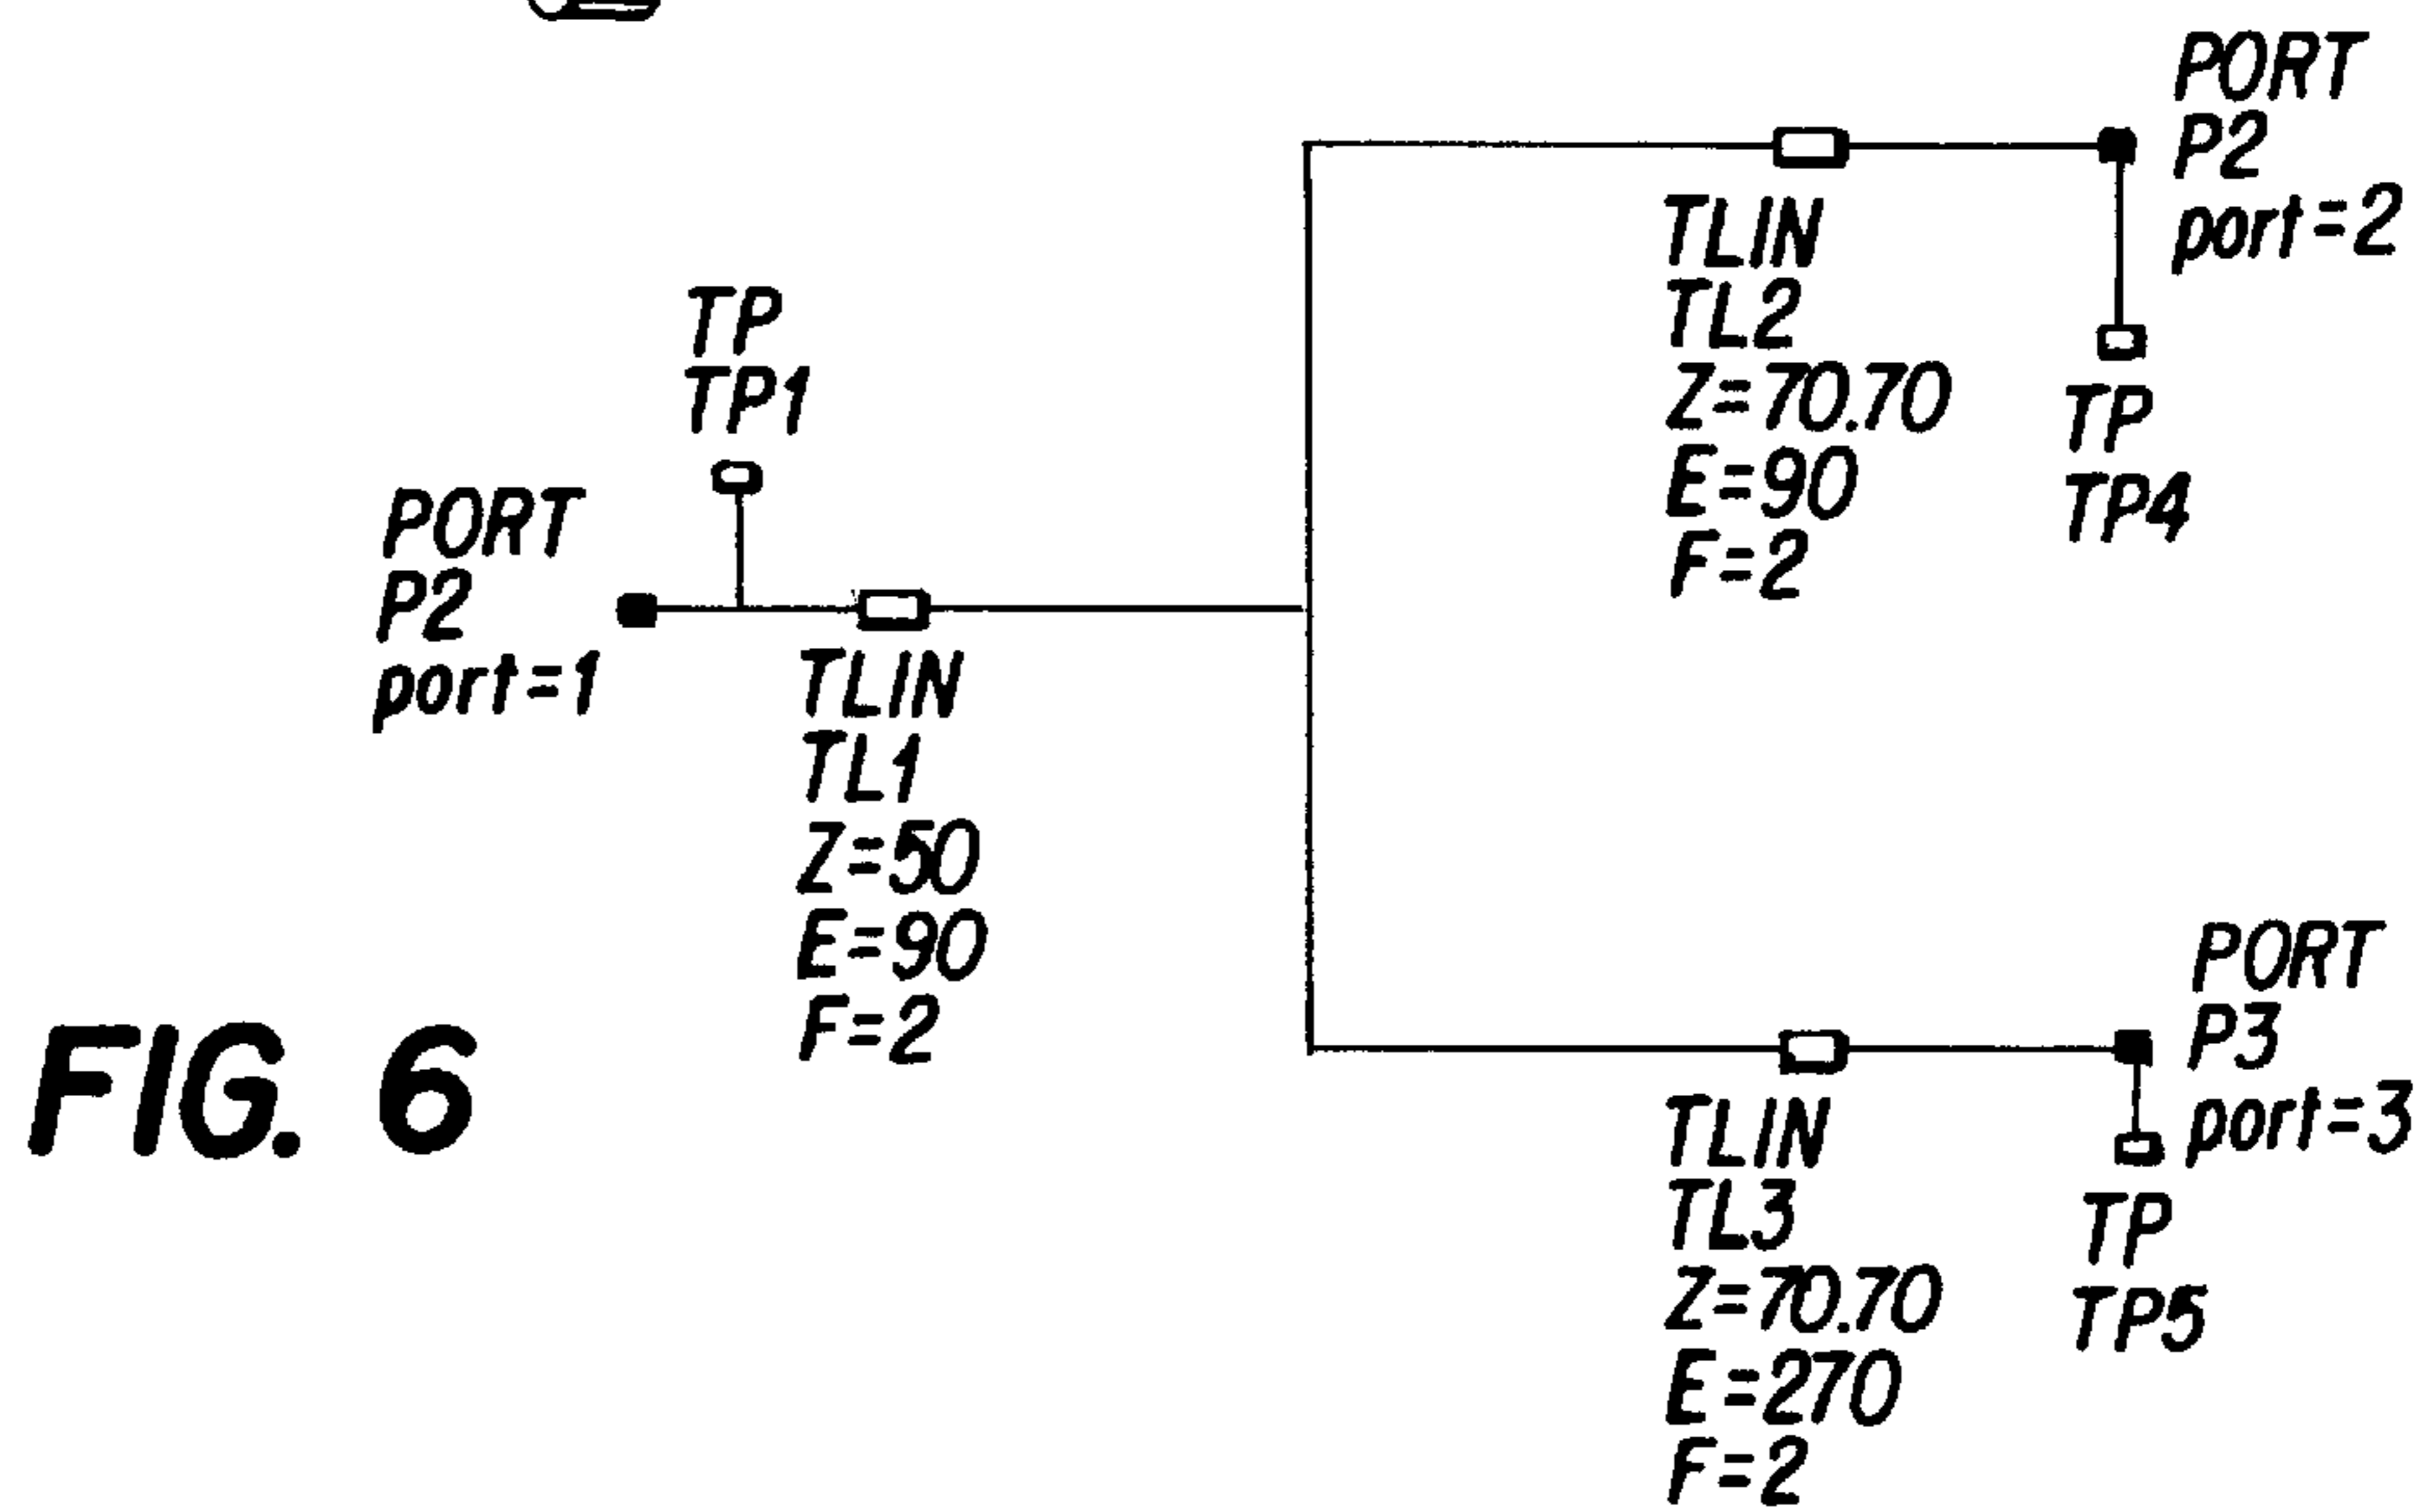 PORT
P2
port=2
TLIN
TL2
Z=70.70
E=90
F=2
TP
TP4
TP
TP1
PORT
P2
port=1
TLIN
TL1
Z=50
E=90
F=2
PORT
P3
port=3
TLIN
TL3
Z=70.70
E=270
F=2
TP
TP5
FIG. 6